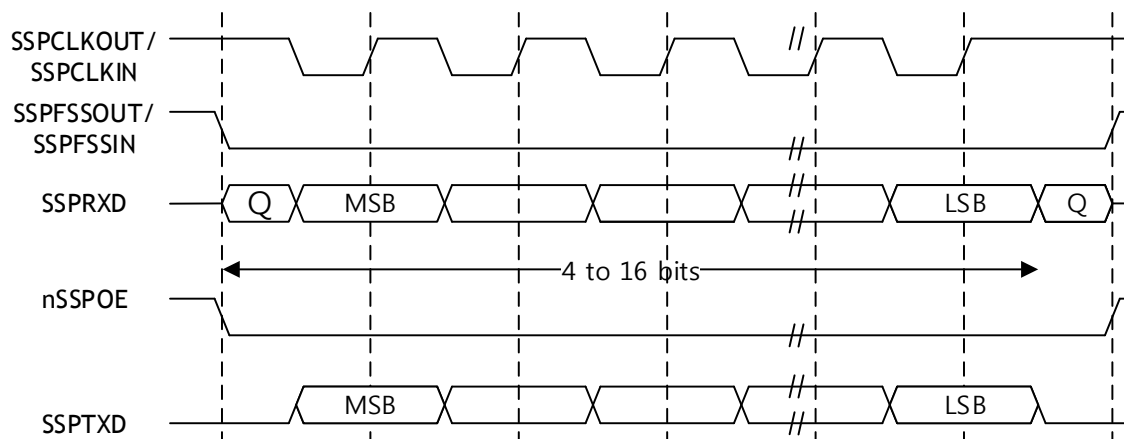 SSPCLKOUT/
SSPCLKIN
SSPFSSOUT/
SSPFSSIN
SSPRXD
Q
MSB
LSB
Q
4 to 16 bits
nSSPOE
SSPTXD
MSB
LSB